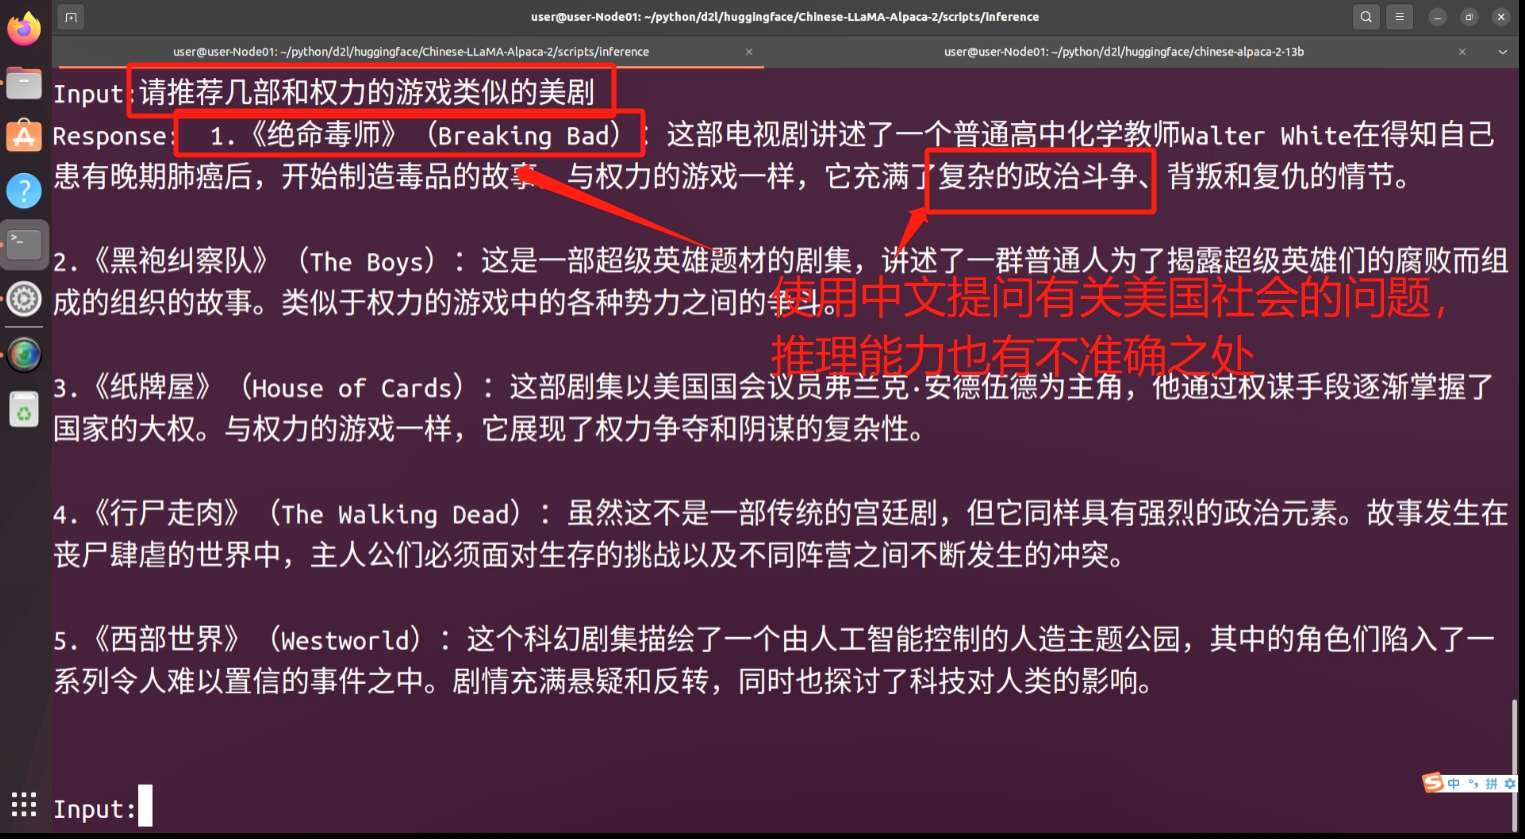 user@user-Node01: ~/python/d2l/huggingface/Chinese-LLaMA-Alpaca-2/scripts/inference
user@user-Node01: ~/python/d2l/huggingface/Chinese-LLaMA-Alpaca-2/scripts/inference
user@user-Node01: ~/python/d2l/huggingface/chinese-alpaca-2-13b
Input:请推荐几部和权力的游戏类似的美剧
Response: 1.《绝命毒师》（Breaking Bad）：这部电视剧讲述了一个普通高中化学教师Walter White在得知自己
患有晚期肺癌后，开始制造毒品的故事。与权力的游戏一样，它充满了复杂的政治斗争、背叛和复仇的情节。
2.《黑袍纠察队》（The Boys）：这是一部超级英雄题材的剧集，讲述了一群普通人为了揭露超级英雄们的腐败而组
成的组织的故事。类似于权力的游戏中的各种势力之间的争斗。
使用中文提问有关美国社会的问题，
推理能力也有不准确之处
3.《纸牌屋》（House of Cards）：这部剧集以美国国会议员弗兰克·安德伍德为主角，他通过权谋手段逐渐掌握了
国家的大权。与权力的游戏一样，它展现了权力争夺和阴谋的复杂性。
4.《行尸走肉》（The Walking Dead）：虽然这不是一部传统的宫廷剧，但它同样具有强烈的政治元素。故事发生在
丧尸肆虐的世界中，主人公们必须面对生存的挑战以及不同阵营之间不断发生的冲突。
5.《西部世界》（Westworld）：这个科幻剧集描绘了一个由人工智能控制的人造主题公园，其中的角色们陷入了一
系列令人难以置信的事件之中。剧情充满悬疑和反转，同时也探讨了科技对人类的影响。
中 °, 拼
Input: